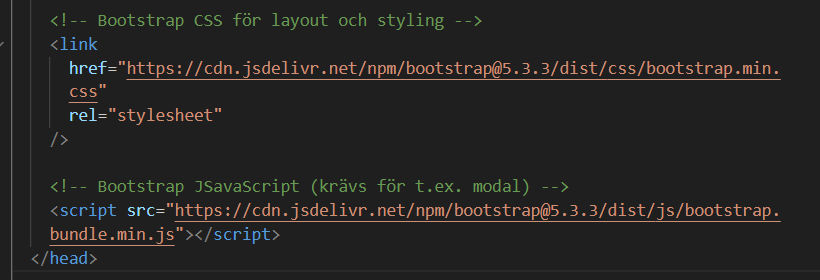 <!-- Bootstrap CSS för layout och styling -->
<link
href="https://cdn.jsdelivr.net/npm/bootstrap@5.3.3/dist/css/bootstrap.min.
css"
rel="stylesheet"
/>
<!-- Bootstrap JSavaScript (krävs för t.ex. modal) -->
<script src="https://cdn.jsdelivr.net/npm/bootstrap@5.3.3/dist/js/bootstrap.
bundle.min.js"></script>
</head>